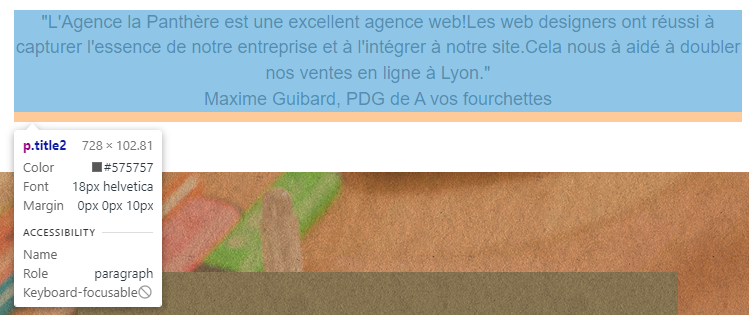 "L'Agence la Panthère est une excellent agence web!Les web designers ont réussi à
capturer l'essence de notre entreprise et à l'intégrer à notre site.Cela nous à aidé à doubler
nos ventes en ligne à Lyon."
Maxime Guibard, PDG de A vos fourchettes
p.title2 728 × 102.81
Color #575757
Font 18px helvetica
Margin 0px 0px 10px
ACCESSIBILITY
Name
Role paragraph
Keyboard-focusable